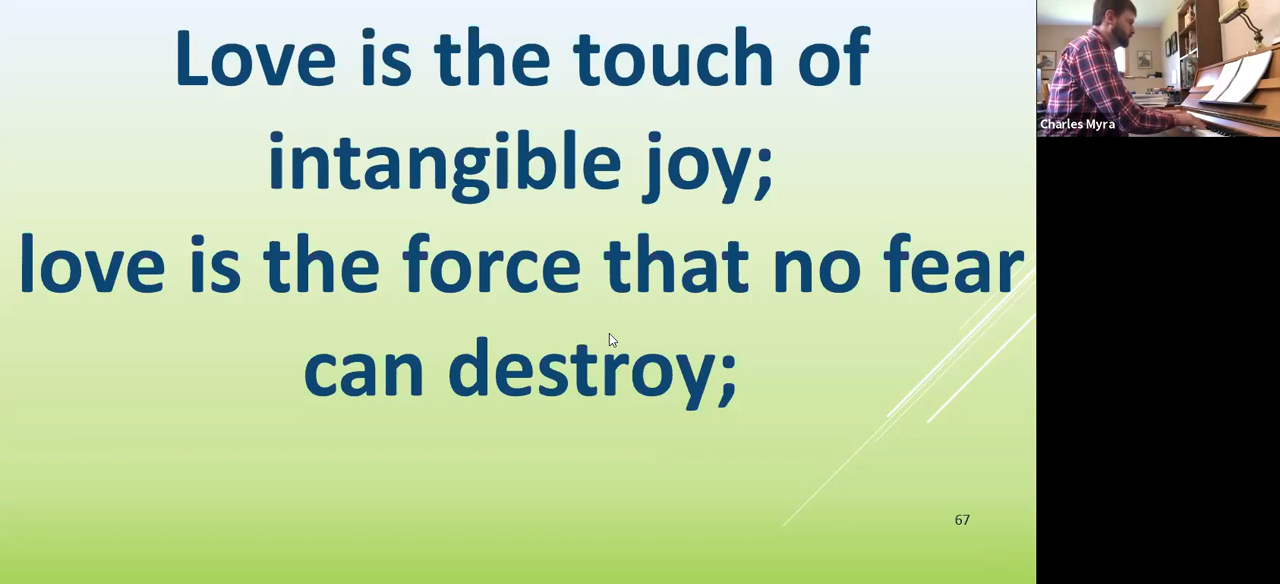 Love is the touch of
intangible joy;
love is the force that no fear
can destroy;
67
Charles Myra